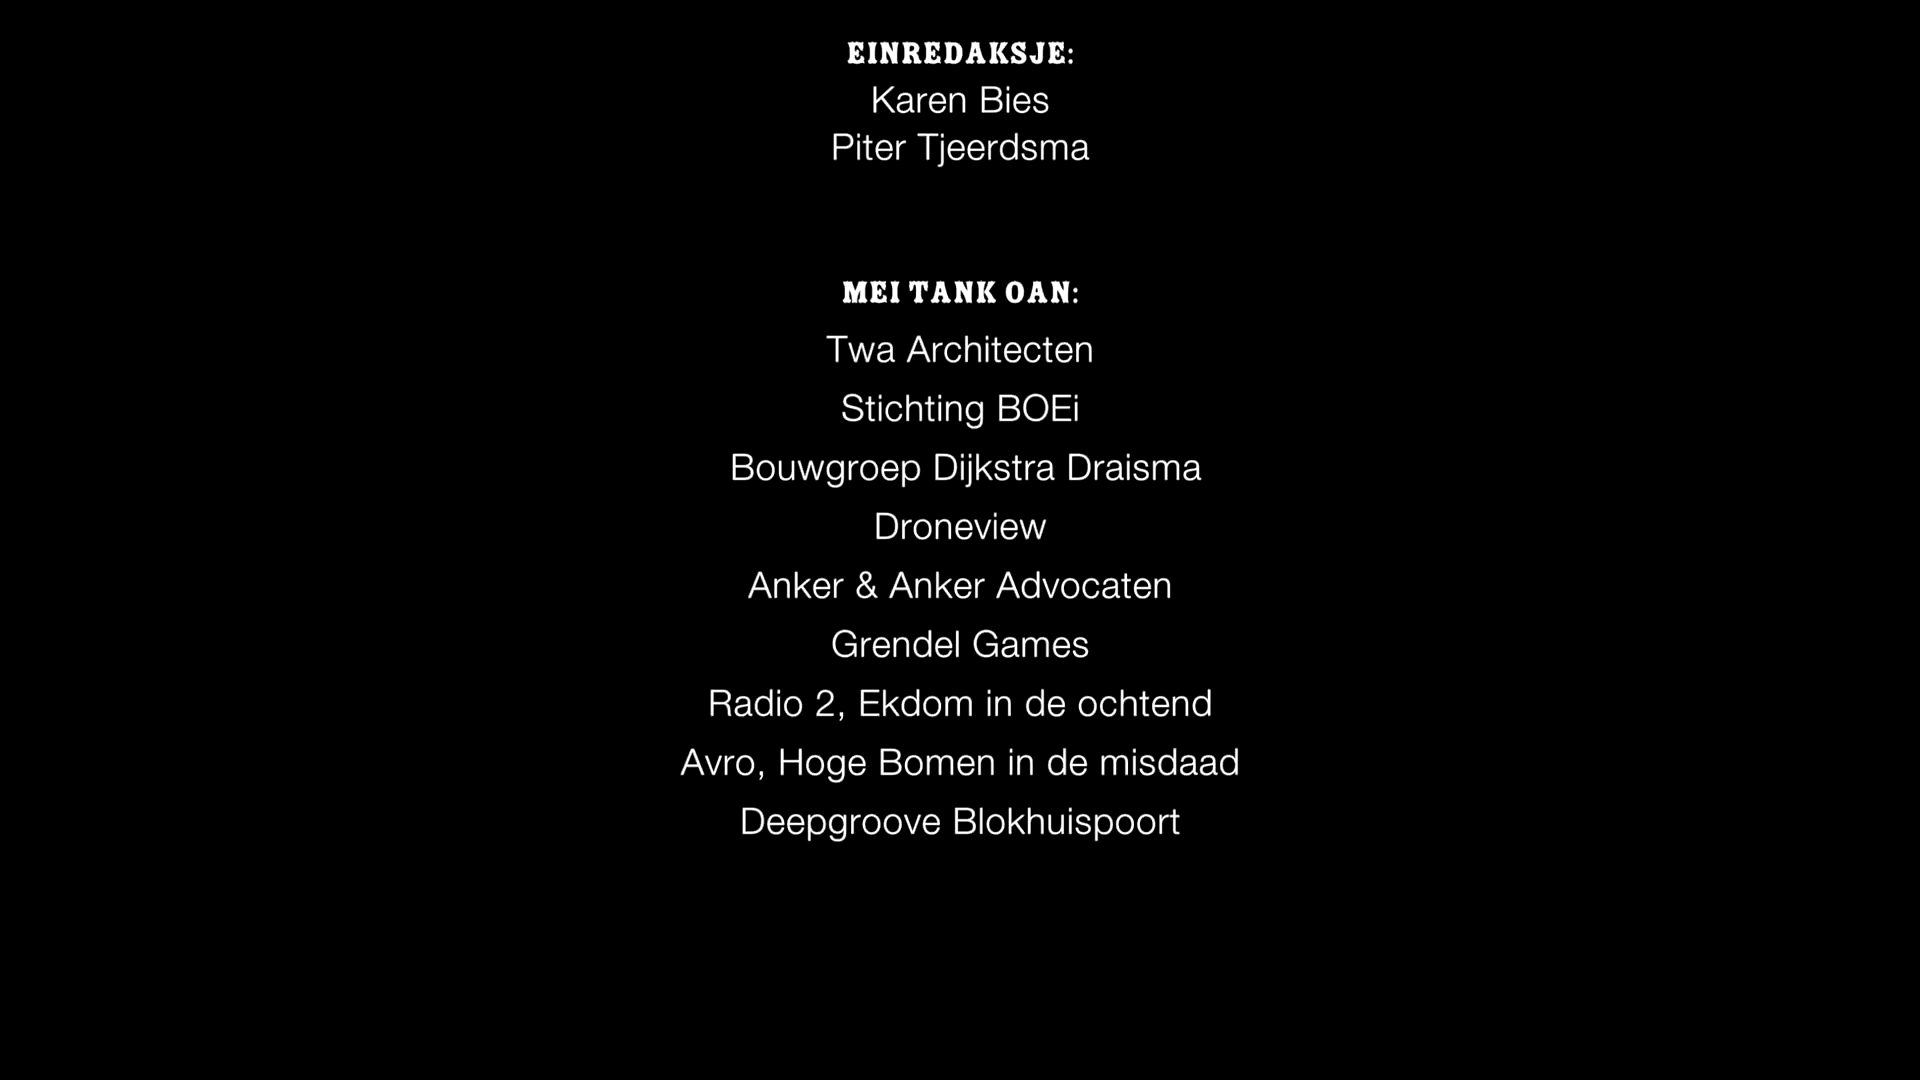 EINREDAKSJE:
Karen Bies
Piter Tjeerdsma
MEI TANK OAN:
Twa Architecten
Stichting BOEi
Bouwgroep Dijkstra Draisma
Droneview
Anker & Anker Advocaten
Grendel Games
Radio 2, Ekdom in de ochtend
Avro, Hoge Bomen in de misdaad
Deepgroove Blokhuispoort